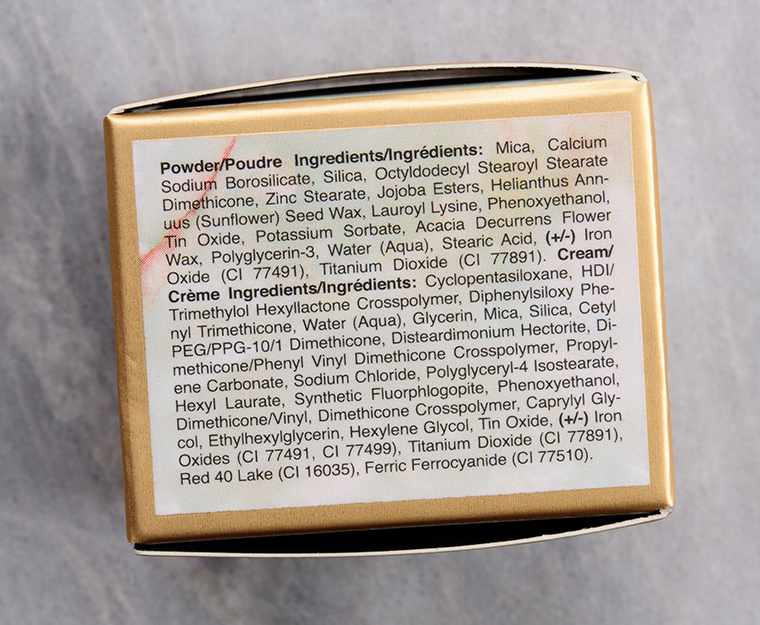 Powder/Poudre Ingredients/Ingrédients: Mica, Calcium
Sodium Borosilicate, Silica, Octyldodecyl Stearoyl Stearate
Dimethicone, Zinc Stearate, Jojoba Esters, Helianthus Ann-
uus (Sunflower) Seed Wax, Lauroyl Lysine, Phenoxyethanol,
Tin Oxide, Potassium Sorbate, Acacia Decurrens Flower
Wax, Polyglycerin-3, Water (Aqua), Stearic Acid, (+/-) Iron
Oxide (CI 77491), Titanium Dioxide (CI 77891). Cream/
Crème Ingredients/Ingrédients: Cyclopentasiloxane, HDI/
Trimethylol Hexyllactone Crosspolymer, Diphenylsiloxy Phe-
nyl Trimethicone, Water (Aqua), Glycerin, Mica, Silica, Cetyl
PEG/PPG-10/1 Dimethicone, Disteardimonium Hectorite, Di-
methicone/Phenyl Vinyl Dimethicone Crosspolymer, Propyl-
ene Carbonate, Sodium Chloride, Polyglyceryl-4 Isostearate,
Hexyl Laurate, Synthetic Fluorphlogopite, Phenoxyethanol,
Dimethicone/Vinyl, Dimethicone Crosspolymer, Caprylyl Gly-
col, Ethylhexylglycerin, Hexylene Glycol, Tin Oxide, (+/-) Iron
Oxides (CI 77491, CI 77499), Titanium Dioxide (CI 77891),
Red 40 Lake (CI 16035), Ferric Ferrocyanide (CI 77510).